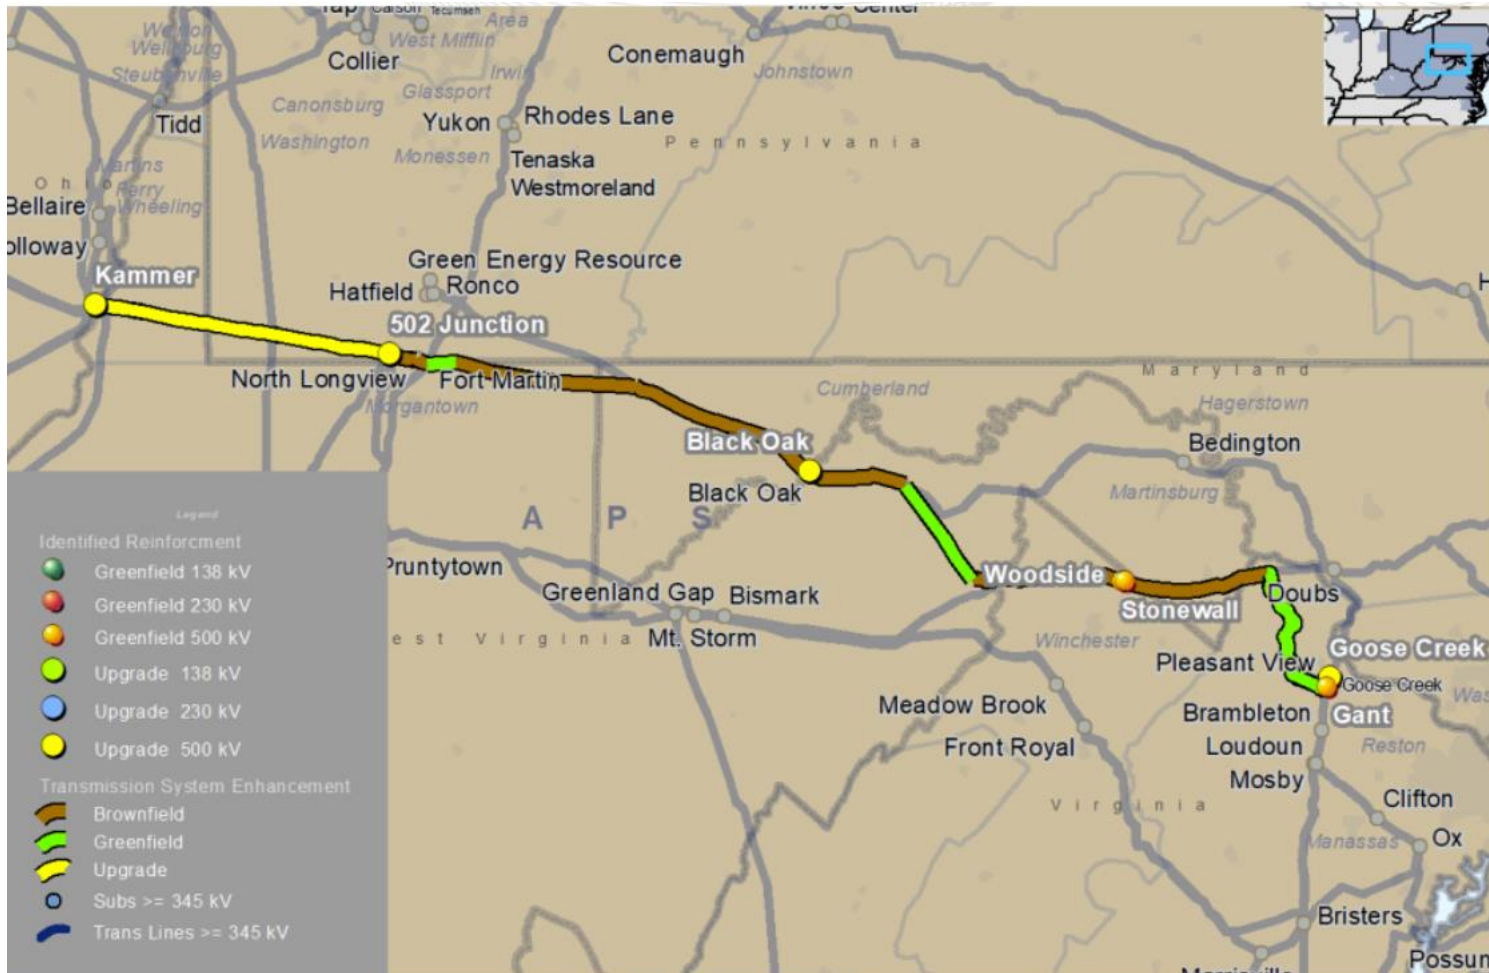 Carson
Tecumseh
Center
Area
Weirton
Wellsburg
West Mifflin
Collier
Conemaugh
Johnstown
Steubenville
Irwin
Glassport
Canonsburg
Tidd
Yukon
Rhodes Lane
Washington
Monessen
Pennsylvania
Tenaska
Westmoreland
Martins
Ferry
Ohio
Bellaire
Wheeling
olloway
Kammer
Green Energy Resource
Hatfield
Ronco
502 Junction
North Longview
Fort Martin
Morgantown
Maryland
Cumberland
Hagerstown
Black Oak
Bedington
Black Oak
Martinsburg
A P S
Pruntytown
Woodside
Stonewall
Doubs
Greenland Gap
Bismark
est Virginia
Mt. Storm
Winchester
Goose Creek
Pleasant View
Goose Creek
Was
Meadow Brook
Brambleton
Gant
Front Royal
Loudoun
Reston
Mosby
Virginia
Clifton
Manassas
Ox
Bristers
Possum
Legend
Identified Reinforcment
Greenfield 138 kV
Greenfield 230 kV
Greenfield 500 kV
Upgrade 138 kV
Upgrade 230 kV
Upgrade 500 kV
Transmission System Enhancement
Brownfield
Greenfield
Upgrade
Subs >= 345 kV
Trans Lines >= 345 kV